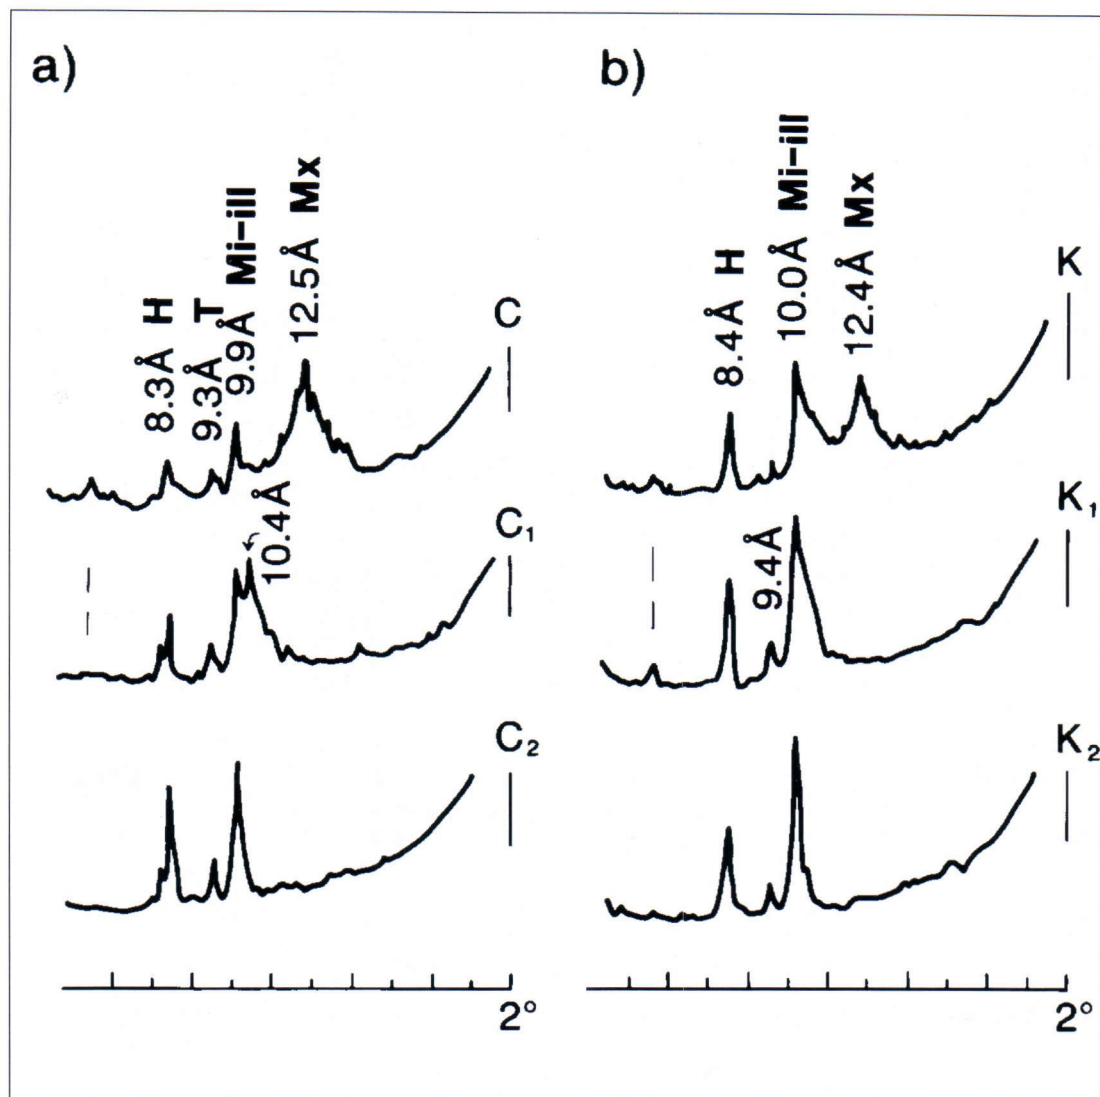 a)
8.3Å H
9.3Å T
9.9Å Mi-ill
12.5Å Mx
C
10.4Å
C₁
C₂
2°
b)
8.4Å H
10.0Å Mi-ill
12.4Å Mx
K
9.4Å
K₁
K₂
2°